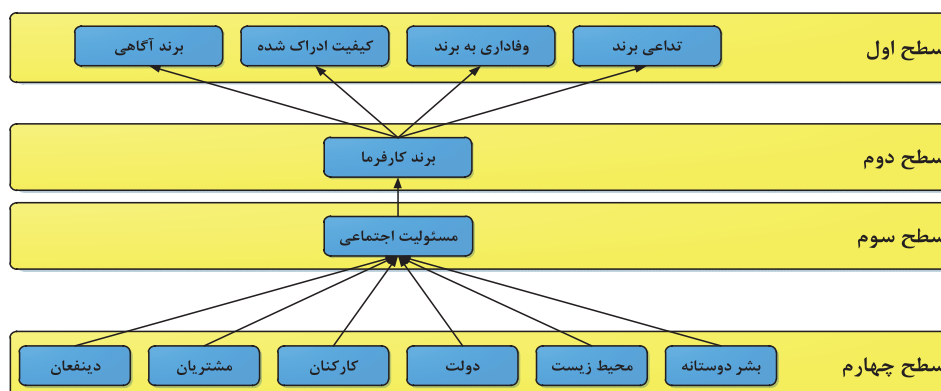 سطح اول
تداعی برند
وفاداری به برند
کیفیت ادراک شده
برند آگاهی
سطح دوم
برند کارفرما
سطح سوم
مسئولیت اجتماعی
سطح چهارم
بشر دوستانه
محیط زیست
دولت
کارکنان
مشتریان
دینفعان